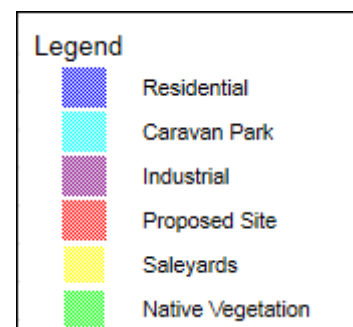 Legend
Residential
Caravan Park
Industrial
Proposed Site
Saleyards
Native Vegetation